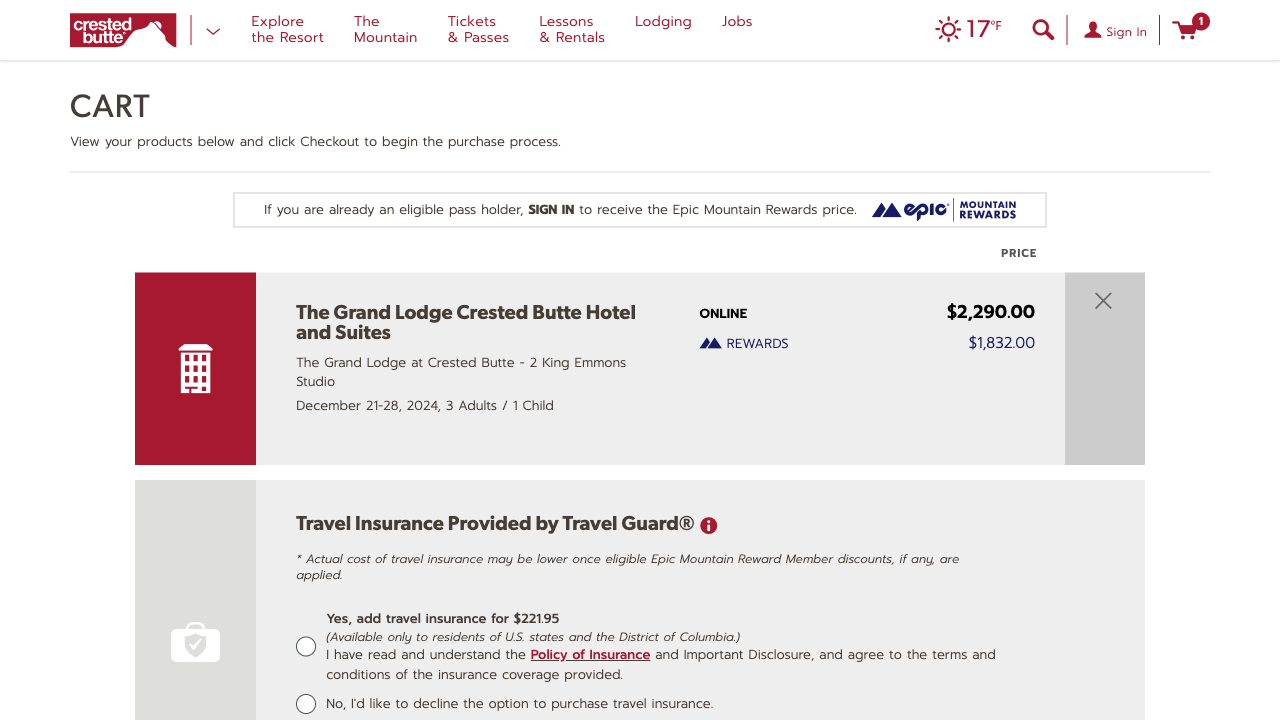 crested
butte
Explore
the Resort
The
Mountain
Tickets
& Passes
Lessons
& Rentals
Lodging
Jobs
17°F
Sign In
1
CART
View your products below and click Checkout to begin the purchase process.
If you are already an eligible pass holder, SIGN IN to receive the Epic Mountain Rewards price.
epic
MOUNTAIN
REWARDS
PRICE
The Grand Lodge Crested Butte Hotel
and Suites
The Grand Lodge at Crested Butte - 2 King Emmons
Studio
December 21-28, 2024, 3 Adults / 1 Child
ONLINE
$2,290.00
REWARDS
$1,832.00
Travel Insurance Provided by Travel Guard®
* Actual cost of travel insurance may be lower once eligible Epic Mountain Reward Member discounts, if any, are
applied.
Yes, add travel insurance for $221.95
(Available only to residents of U.S. states and the District of Columbia.)
I have read and understand the Policy of Insurance and Important Disclosure, and agree to the terms and
conditions of the insurance coverage provided.
No, I'd like to decline the option to purchase travel insurance.